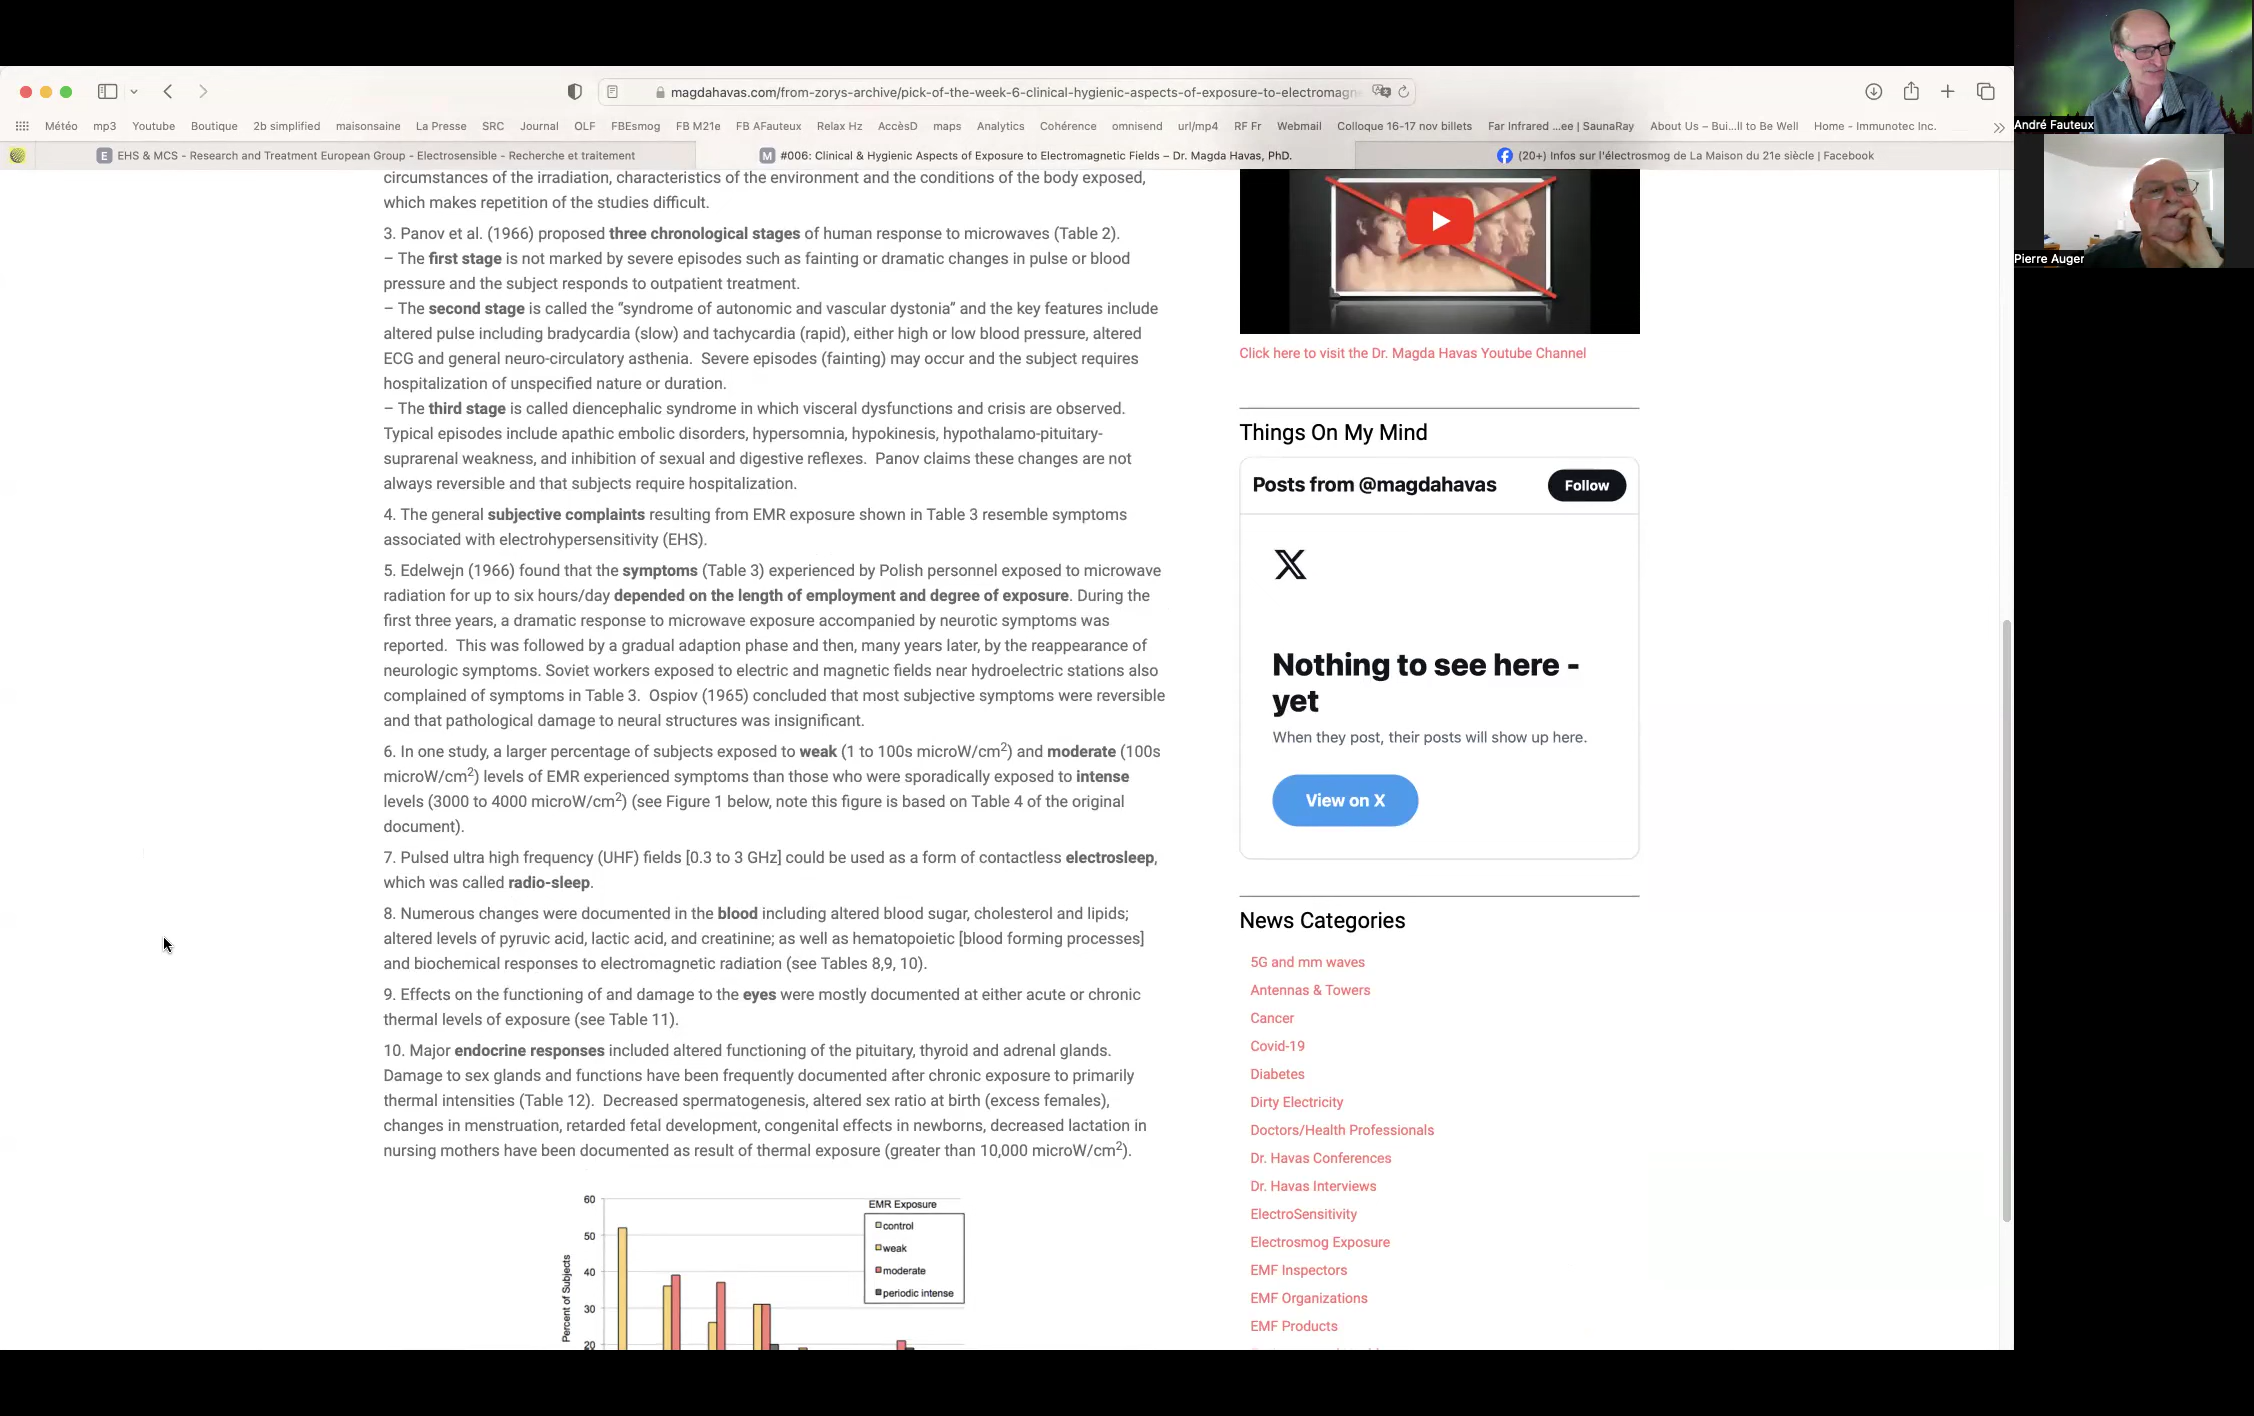 magdahavas.com/from-zorys-archive/pick-of-the-week-6-clinical-hygienic-aspects-of-exposure-to-electromagn
Météo mp3 Youtube Boutique 2b simplified maisonsaine La Presse SRC Journal OLF FBEsmog FB M21e FB AFauteux Relax Hz AccèsD maps Analytics Cohérence omnisend url/mp4 RF Fr Webmail Colloque 16-17 nov billets Far Infrared ...ee | SaunaRay About Us – Bui...ll to Be Well Home - Immunotec Inc.
E EHS & MCS - Research and Treatment European Group - Electrosensible - Recherche et traitement
M #006: Clinical & Hygienic Aspects of Exposure to Electromagnetic Fields – Dr. Magda Havas, PhD.
(20+) Infos sur l'électrosmog de La Maison du 21e siècle | Facebook
circumstances of the irradiation, characteristics of the environment and the conditions of the body exposed,
which makes repetition of the studies difficult.
3. Panov et al. (1966) proposed three chronological stages of human response to microwaves (Table 2).
– The first stage is not marked by severe episodes such as fainting or dramatic changes in pulse or blood
pressure and the subject responds to outpatient treatment.
– The second stage is called the “syndrome of autonomic and vascular dystonia” and the key features include
altered pulse including bradycardia (slow) and tachycardia (rapid), either high or low blood pressure, altered
ECG and general neuro-circulatory asthenia. Severe episodes (fainting) may occur and the subject requires
hospitalization of unspecified nature or duration.
– The third stage is called diencephalic syndrome in which visceral dysfunctions and crisis are observed.
Typical episodes include apathic embolic disorders, hypersomnia, hypokinesis, hypothalamo-pituitary-
suprarenal weakness, and inhibition of sexual and digestive reflexes. Panov claims these changes are not
always reversible and that subjects require hospitalization.
4. The general subjective complaints resulting from EMR exposure shown in Table 3 resemble symptoms
associated with electrohypersensitivity (EHS).
5. Edelwejn (1966) found that the symptoms (Table 3) experienced by Polish personnel exposed to microwave
radiation for up to six hours/day depended on the length of employment and degree of exposure. During the
first three years, a dramatic response to microwave exposure accompanied by neurotic symptoms was
reported. This was followed by a gradual adaption phase and then, many years later, by the reappearance of
neurologic symptoms. Soviet workers exposed to electric and magnetic fields near hydroelectric stations also
complained of symptoms in Table 3. Ospiov (1965) concluded that most subjective symptoms were reversible
and that pathological damage to neural structures was insignificant.
6. In one study, a larger percentage of subjects exposed to weak (1 to 100s microW/cm2) and moderate (100s
microW/cm2) levels of EMR experienced symptoms than those who were sporadically exposed to intense
levels (3000 to 4000 microW/cm2) (see Figure 1 below, note this figure is based on Table 4 of the original
document).
7. Pulsed ultra high frequency (UHF) fields [0.3 to 3 GHz] could be used as a form of contactless electrosleep,
which was called radio-sleep.
8. Numerous changes were documented in the blood including altered blood sugar, cholesterol and lipids;
altered levels of pyruvic acid, lactic acid, and creatinine; as well as hematopoietic [blood forming processes]
and biochemical responses to electromagnetic radiation (see Tables 8,9, 10).
9. Effects on the functioning of and damage to the eyes were mostly documented at either acute or chronic
thermal levels of exposure (see Table 11).
10. Major endocrine responses included altered functioning of the pituitary, thyroid and adrenal glands.
Damage to sex glands and functions have been frequently documented after chronic exposure to primarily
thermal intensities (Table 12). Decreased spermatogenesis, altered sex ratio at birth (excess females),
changes in menstruation, retarded fetal development, congenital effects in newborns, decreased lactation in
nursing mothers have been documented as result of thermal exposure (greater than 10,000 microW/cm2).
60
50
40
30
20
Percent of Subjects
EMR Exposure
control
weak
moderate
periodic intense
Click here to visit the Dr. Magda Havas Youtube Channel
Things On My Mind
Posts from @magdahavas
Follow
Nothing to see here -
yet
When they post, their posts will show up here.
View on X
News Categories
5G and mm waves
Antennas & Towers
Cancer
Covid-19
Diabetes
Dirty Electricity
Doctors/Health Professionals
Dr. Havas Conferences
Dr. Havas Interviews
ElectroSensitivity
Electrosmog Exposure
EMF Inspectors
EMF Organizations
EMF Products
André Fauteux
Pierre Auger